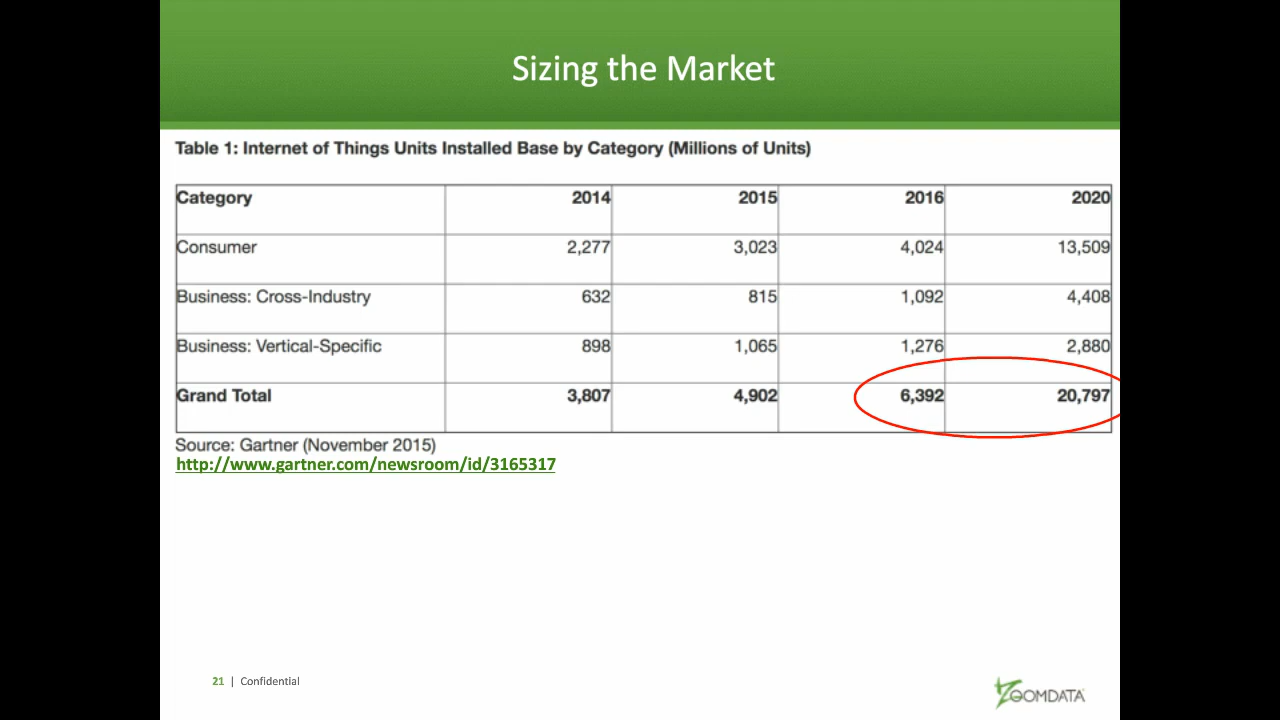 Sizing the Market
Table 1: Internet of Things Units Installed Base by Category (Millions of Units)
Category 2014 2015 2016 2020
Consumer 2,277 3,023 4,024 13,509
Business: Cross-Industry 632 815 1,092 4,408
Business: Vertical-Specific 898 1,065 1,276 2,880
Grand Total 3,807 4,902 6,392 20,797
Source: Gartner (November 2015)
http://www.gartner.com/newsroom/id/3165317
21 | Confidential
ZOOMDATA